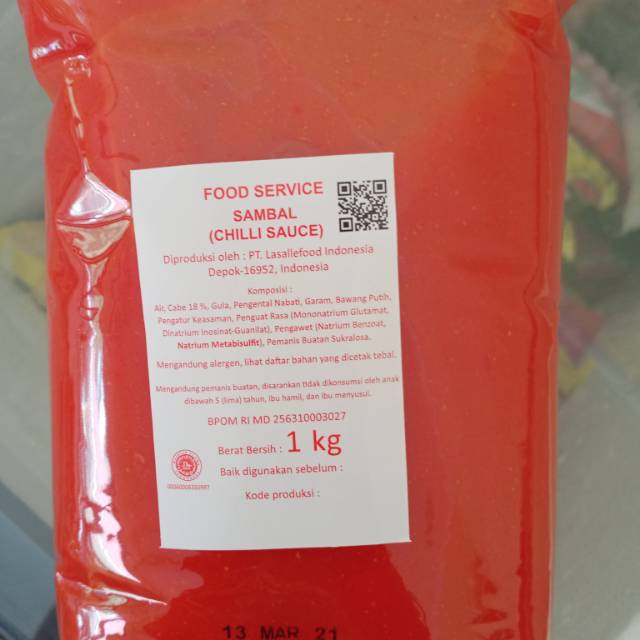 FOOD SERVICE
SAMBAL
(CHILLI SAUCE)
Diproduksi oleh : PT. Lasallefood Indonesia
Depok-16952, Indonesia
Komposisi :
Air, Cabe 18 %, Gula, Pengental Nabati, Garam, Bawang Putih,
Pengatur Keasaman, Penguat Rasa (Mononatrium Glutamat,
Dinatrium Inosinat-Guanilat), Pengawet (Natrium Benzoat,
Natrium Metabisulfit), Pemanis Buatan Sukralosa.
Mengandung alergen, lihat daftar bahan yang dicetak tebal.
Mengandung pemanis buatan, disarankan tidak dikonsumsi oleh anak
dibawah 5 (lima) tahun, ibu hamil, dan ibu menyusui.
BPOM RI MD 256310003027
Berat Bersih : 1 kg
Baik digunakan sebelum :
Kode produksi :
13 MAR 21